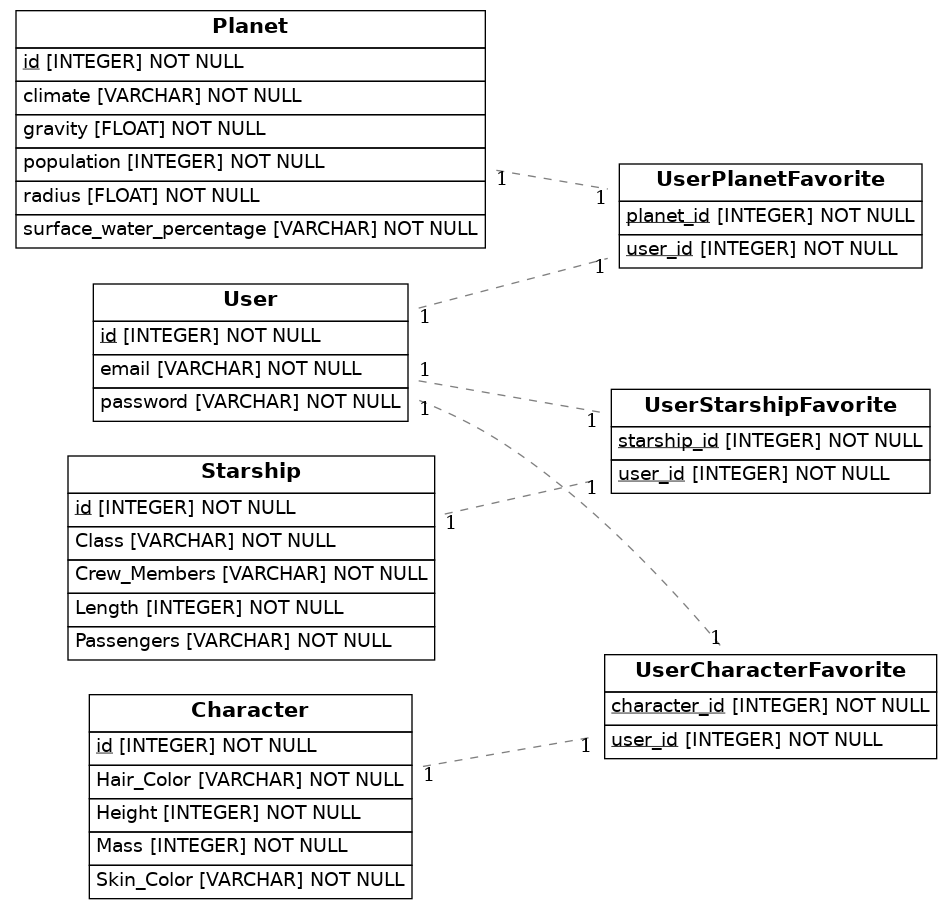 Planet
id [INTEGER] NOT NULL
climate [VARCHAR] NOT NULL
gravity [FLOAT] NOT NULL
population [INTEGER] NOT NULL
radius [FLOAT] NOT NULL
surface_water_percentage [VARCHAR] NOT NULL
1
1
UserPlanetFavorite
planet_id [INTEGER] NOT NULL
user_id [INTEGER] NOT NULL
1
User
id [INTEGER] NOT NULL
email [VARCHAR] NOT NULL
password [VARCHAR] NOT NULL
1
1
1
1
UserStarshipFavorite
starship_id [INTEGER] NOT NULL
user_id [INTEGER] NOT NULL
1
Starship
id [INTEGER] NOT NULL
Class [VARCHAR] NOT NULL
Crew_Members [VARCHAR] NOT NULL
Length [INTEGER] NOT NULL
Passengers [VARCHAR] NOT NULL
1
1
UserCharacterFavorite
character_id [INTEGER] NOT NULL
user_id [INTEGER] NOT NULL
1
Character
id [INTEGER] NOT NULL
Hair_Color [VARCHAR] NOT NULL
Height [INTEGER] NOT NULL
Mass [INTEGER] NOT NULL
Skin_Color [VARCHAR] NOT NULL
1